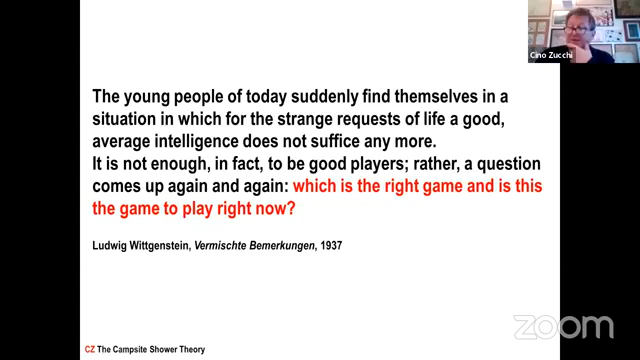 Cino Zucchi
The young people of today suddenly find themselves in a
situation in which for the strange requests of life a good,
average intelligence does not suffice any more.
It is not enough, in fact, to be good players; rather, a question
comes up again and again: which is the right game and is this
the game to play right now?
Ludwig Wittgenstein, Vermischte Bemerkungen, 1937
CZ The Campsite Shower Theory
zoom